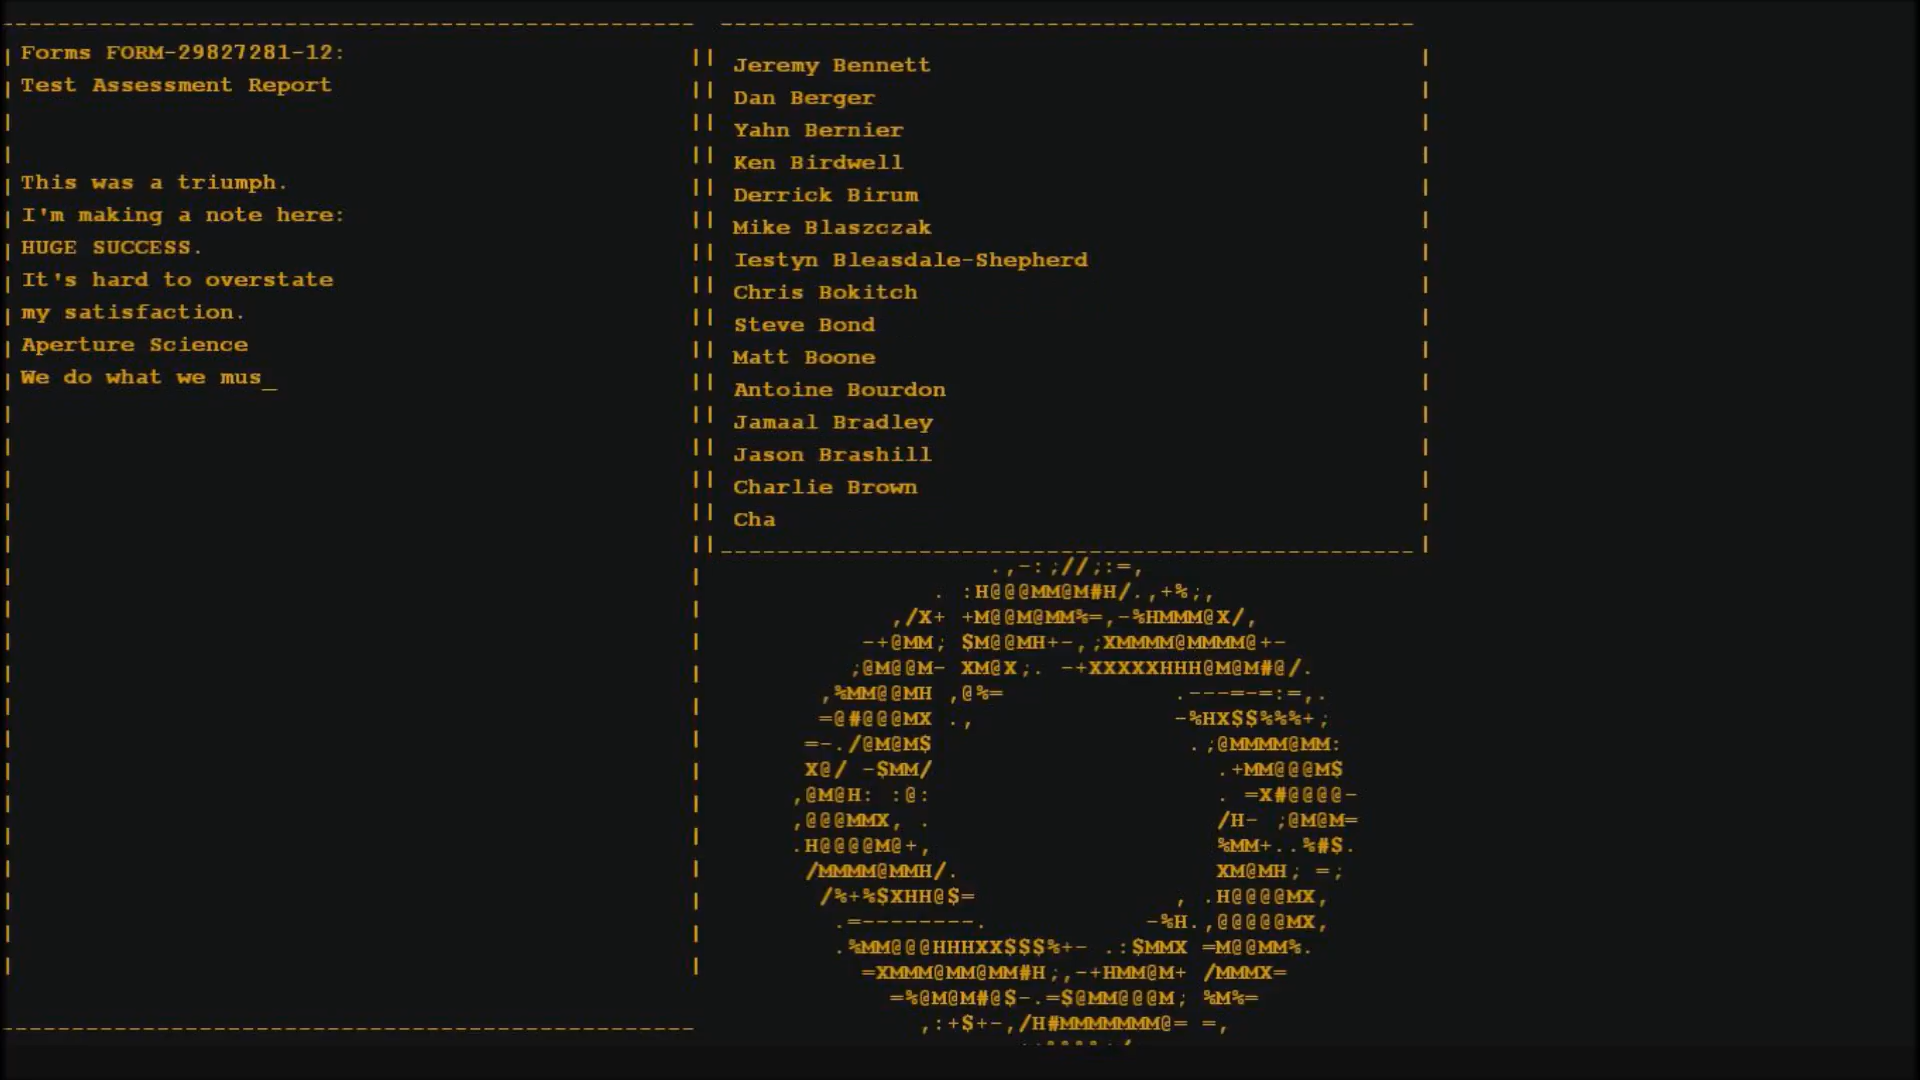 Forms FORM-29827281-12:
Test Assessment Report
This was a triumph.
I'm making a note here:
HUGE SUCCESS.
It's hard to overstate
my satisfaction.
Aperture Science
We do what we mus_
Jeremy Bennett
Dan Berger
Yahn Bernier
Ken Birdwell
Derrick Birum
Mike Blaszczak
Iestyn Bleasdale-Shepherd
Chris Bokitch
Steve Bond
Matt Boone
Antoine Bourdon
Jamaal Bradley
Jason Brashill
Charlie Brown
Cha